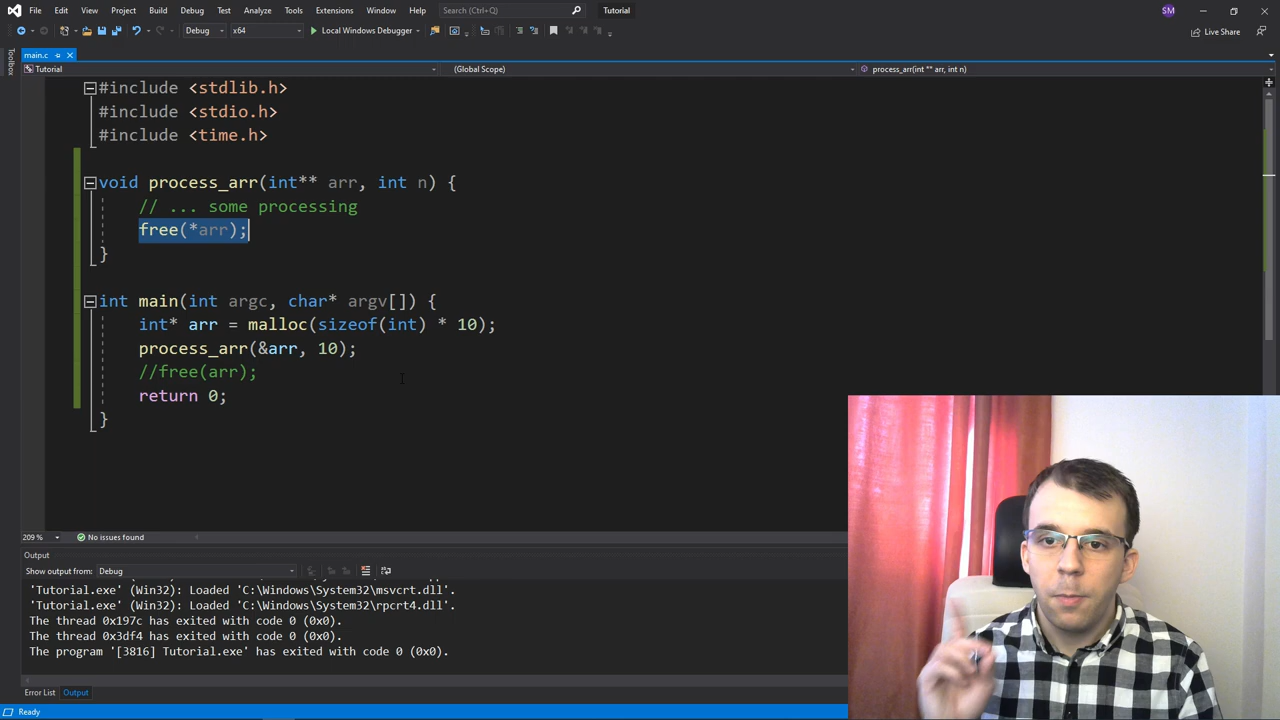 File Edit View Project Build Debug Test Analyze Tools Extensions Window Help Search (Ctrl+Q) Tutorial SM
Debug x64 Local Windows Debugger Live Share
Toolbox
main.c
Tutorial (Global Scope) process_arr(int ** arr, int n)
#include <stdlib.h>
#include <stdio.h>
#include <time.h>
void process_arr(int** arr, int n) {
// ... some processing
free(*arr);
}
int main(int argc, char* argv[]) {
int* arr = malloc(sizeof(int) * 10);
process_arr(&arr, 10);
//free(arr);
return 0;
}
209 % No issues found
Output
Show output from: Debug
'Tutorial.exe' (Win32): Loaded 'C:\Windows\System32\msvcrt.dll'.
'Tutorial.exe' (Win32): Loaded 'C:\Windows\System32\rpcrt4.dll'.
The thread 0x197c has exited with code 0 (0x0).
The thread 0x3df4 has exited with code 0 (0x0).
The program '[3816] Tutorial.exe' has exited with code 0 (0x0).
Error List Output
Ready